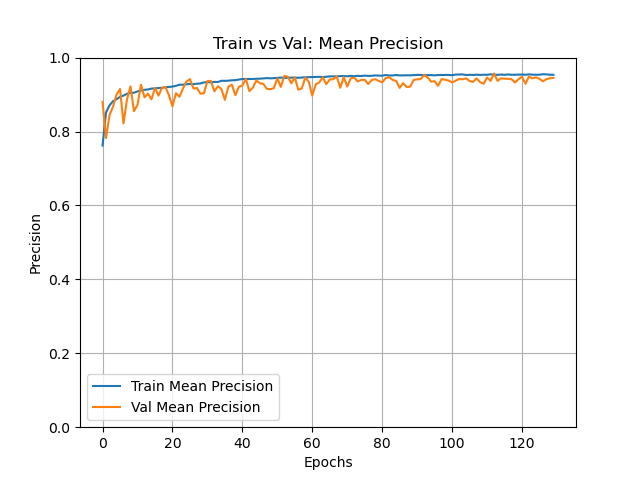 Train vs Val: Mean Precision
1.0
0.8
0.6
0.4
0.2
0.0
Precision
Train Mean Precision
Val Mean Precision
0 20 40 60 80 100 120
Epochs